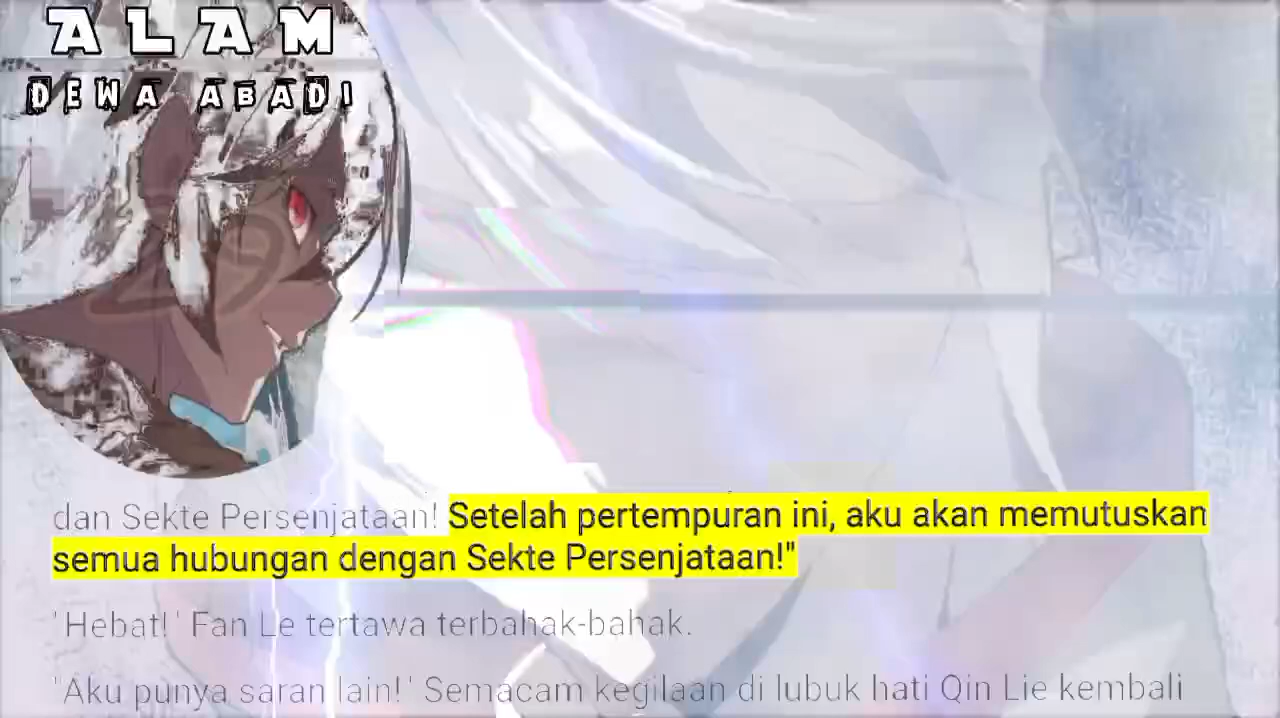 ALAM
DEWA ABADI
dan Sekte Persenjataan! Setelah pertempuran ini, aku akan memutuskan
semua hubungan dengan Sekte Persenjataan!"
'Hebat!' Fan Le tertawa terbahak-bahak.
'Aku punya saran lain!' Semacam kegilaan di lubuk hati Qin Lie kembali